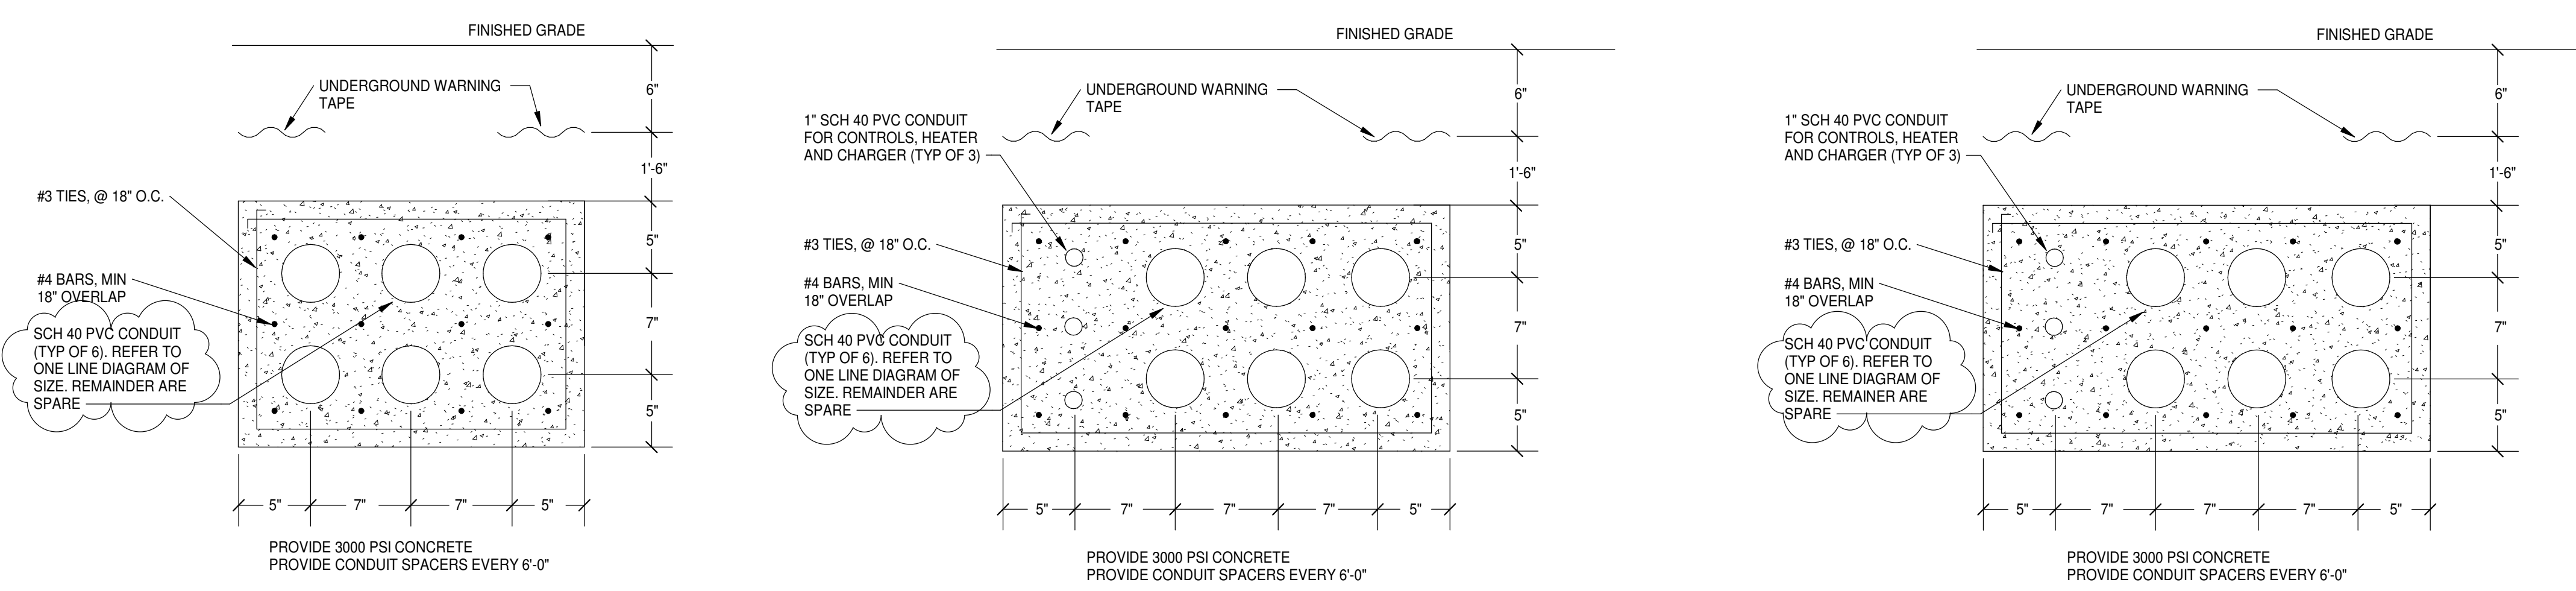 FINISHED GRADE
UNDERGROUND WARNING
TAPE
6"
1'-6"
#3 TIES, @ 18" O.C.
5"
#4 BARS, MIN
18" OVERLAP
SCH 40 PVC CONDUIT
(TYP OF 6). REFER TO
ONE LINE DIAGRAM OF
SIZE. REMAINDER ARE
SPARE
7"
5"
5" 7" 7" 5"
PROVIDE 3000 PSI CONCRETE
PROVIDE CONDUIT SPACERS EVERY 6'-0"
FINISHED GRADE
UNDERGROUND WARNING
TAPE
6"
1" SCH 40 PVC CONDUIT
FOR CONTROLS, HEATER
AND CHARGER (TYP OF 3)
1'-6"
#3 TIES, @ 18" O.C.
5"
#4 BARS, MIN
18" OVERLAP
SCH 40 PVC CONDUIT
(TYP OF 6). REFER TO
ONE LINE DIAGRAM OF
SIZE. REMAINDER ARE
SPARE
7"
5"
5" 7" 7" 7" 5"
PROVIDE 3000 PSI CONCRETE
PROVIDE CONDUIT SPACERS EVERY 6'-0"
FINISHED GRADE
UNDERGROUND WARNING
TAPE
6"
1" SCH 40 PVC CONDUIT
FOR CONTROLS, HEATER
AND CHARGER (TYP OF 3)
1'-6"
#3 TIES, @ 18" O.C.
5"
#4 BARS, MIN
18" OVERLAP
SCH 40 PVC CONDUIT
(TYP OF 6). REFER TO
ONE LINE DIAGRAM OF
SIZE. REMAINER ARE
SPARE
7"
5"
5" 7" 7" 7" 5"
PROVIDE 3000 PSI CONCRETE
PROVIDE CONDUIT SPACERS EVERY 6'-0"